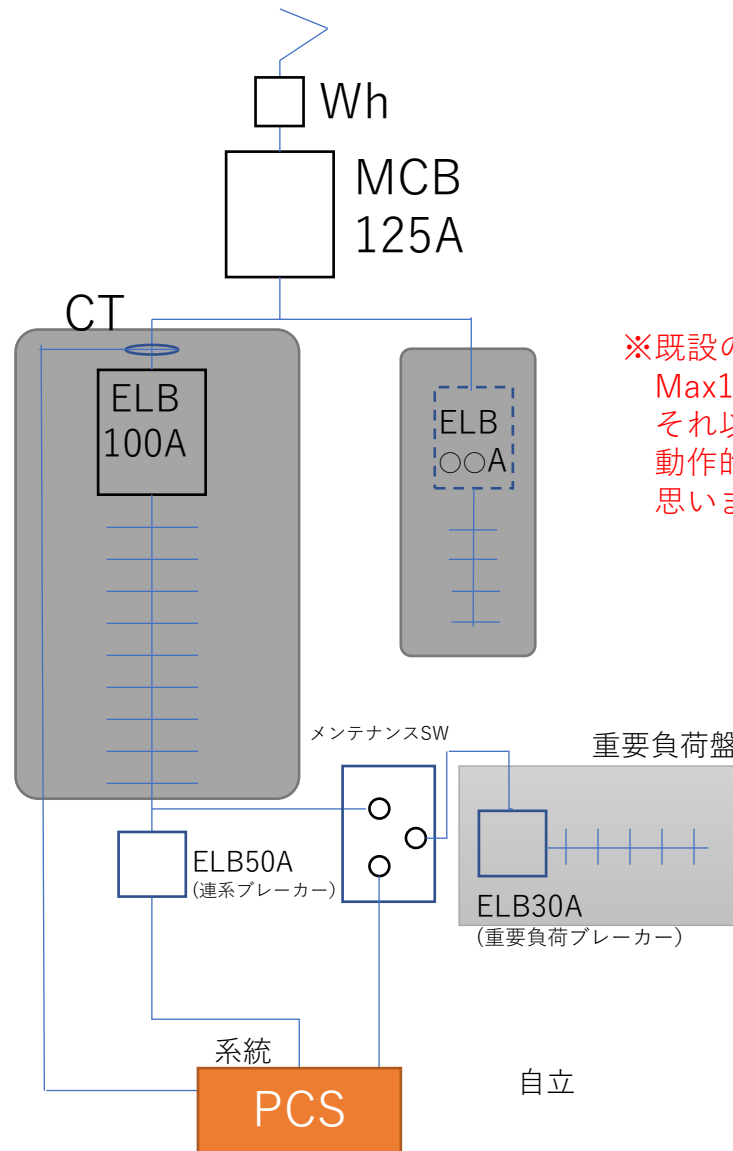 Wh
MCB
125A
CT
ELB
100A
ELB
○○A
※既設の
Max1
それ以
動作的
思いま
メンテナンスSW
重要負荷盤
ELB50A
(連系ブレーカー)
ELB30A
(重要負荷ブレーカー)
系統
自立
PCS